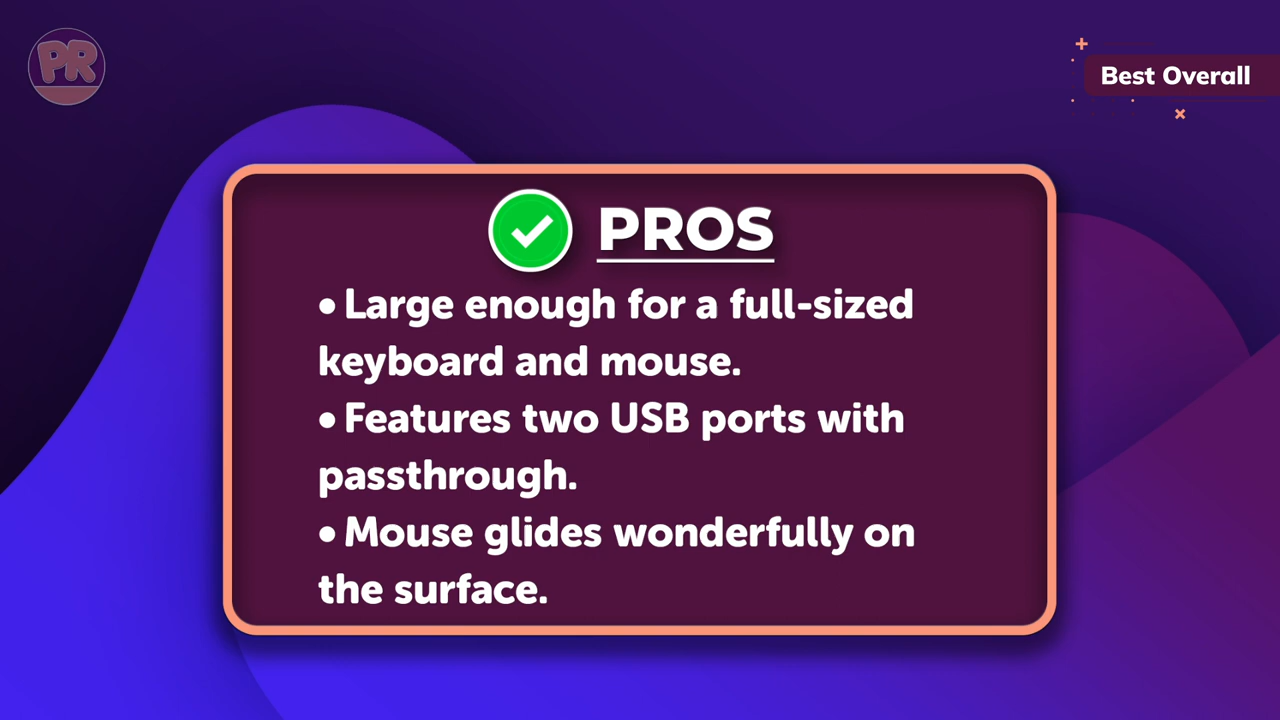 PR
Best Overall
PROS
• Large enough for a full-sized
keyboard and mouse.
• Features two USB ports with
passthrough.
• Mouse glides wonderfully on
the surface.